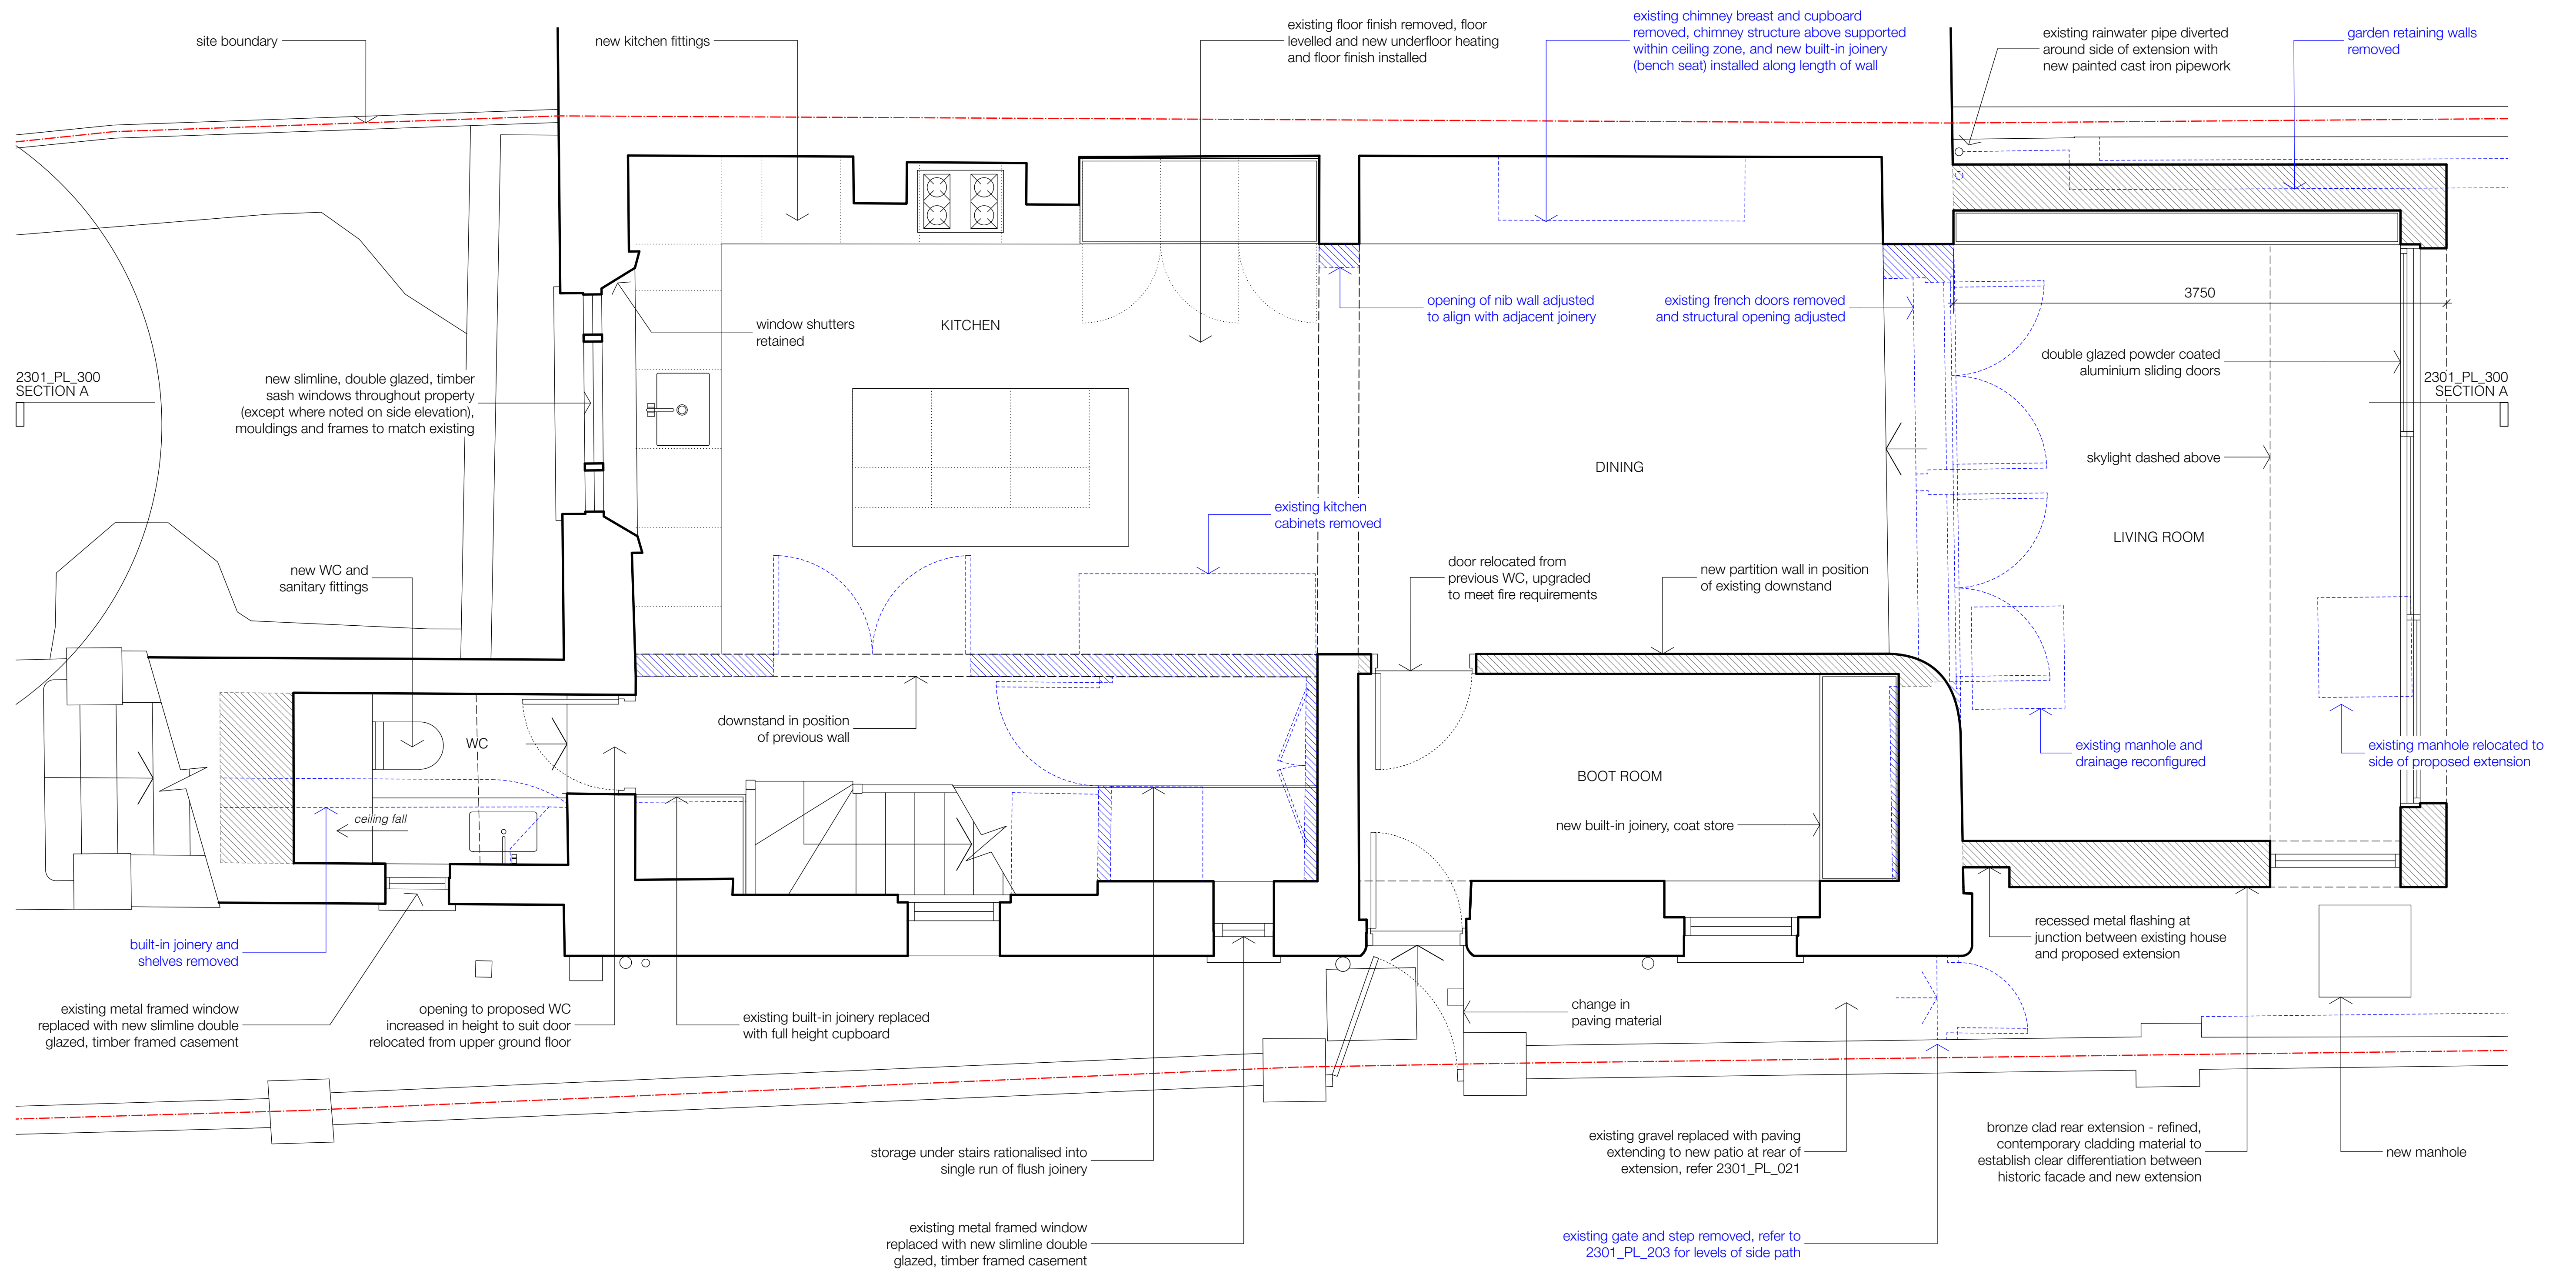 site boundary
new kitchen fittings
existing floor finish removed, floor
levelled and new underfloor heating
and floor finish installed
existing chimney breast and cupboard
removed, chimney structure above supported
within ceiling zone, and new built-in joinery
(bench seat) installed along length of wall
existing rainwater pipe diverted
around side of extension with
new painted cast iron pipework
garden retaining walls
removed
window shutters
retained
KITCHEN
opening of nib wall adjusted
to align with adjacent joinery
existing french doors removed
and structural opening adjusted
3750
double glazed powder coated
aluminium sliding doors
2301_PL_300
SECTION A
new slimline, double glazed, timber
sash windows throughout property
(except where noted on side elevation),
mouldings and frames to match existing
2301_PL_300
SECTION A
DINING
skylight dashed above
existing kitchen
cabinets removed
LIVING ROOM
new WC and
sanitary fittings
door relocated from
previous WC, upgraded
to meet fire requirements
new partition wall in position
of existing downstand
downstand in position
of previous wall
WC
existing manhole and
drainage reconfigured
existing manhole relocated to
side of proposed extension
BOOT ROOM
ceiling fall
new built-in joinery, coat store
built-in joinery and
shelves removed
recessed metal flashing at
junction between existing house
and proposed extension
existing metal framed window
replaced with new slimline double
glazed, timber framed casement
opening to proposed WC
increased in height to suit door
relocated from upper ground floor
existing built-in joinery replaced
with full height cupboard
change in
paving material
storage under stairs rationalised into
single run of flush joinery
existing gravel replaced with paving
extending to new patio at rear of
extension, refer 2301_PL_021
bronze clad rear extension - refined,
contemporary cladding material to
establish clear differentiation between
historic facade and new extension
new manhole
existing metal framed window
replaced with new slimline double
glazed, timber framed casement
existing gate and step removed, refer to
2301_PL_203 for levels of side path